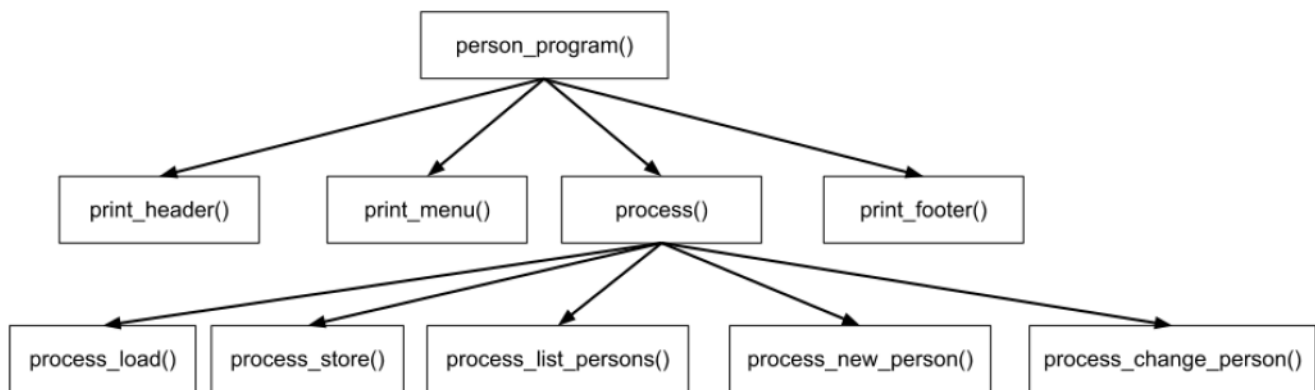 person_program()
print_header()
print_menu()
process()
print_footer()
process_load()
process_store()
process_list_persons()
process_new_person()
process_change_person()